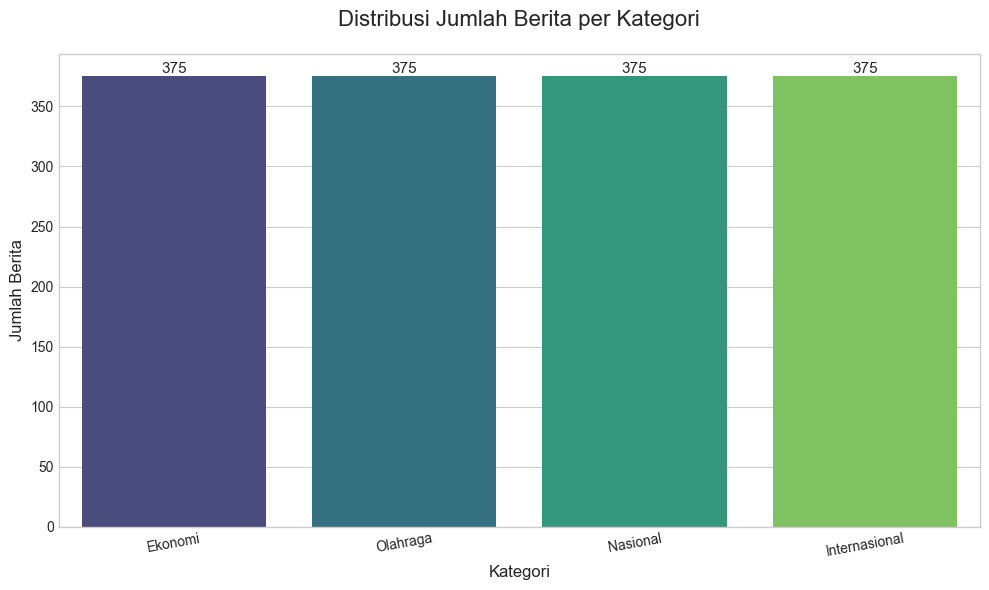 Distribusi Jumlah Berita per Kategori
375 375 375 375
350
300
250
200
150
100
50
0
Jumlah Berita
Ekonomi Olahraga Nasional Internasional
Kategori